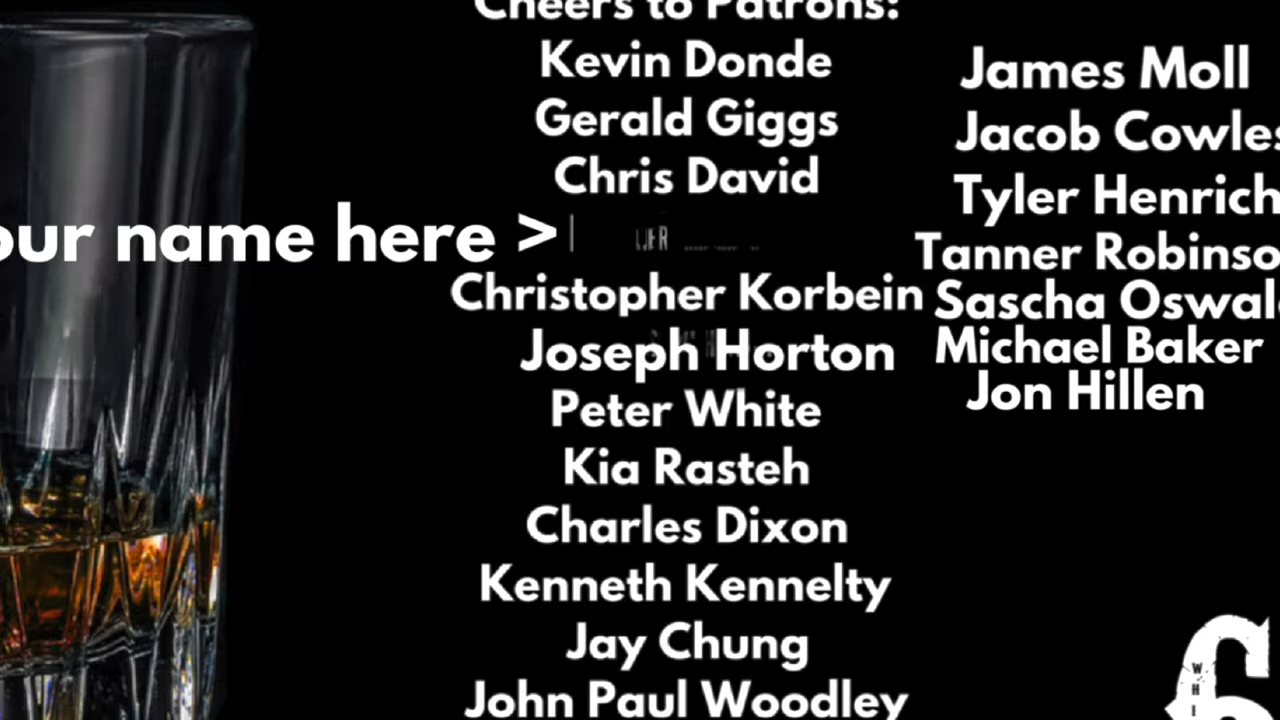 Cheers to Patrons:
Kevin Donde
Gerald Giggs
Chris David
our name here >
Christopher Korbein
Joseph Horton
Peter White
Kia Rasteh
Charles Dixon
Kenneth Kennelty
Jay Chung
John Paul Woodley
James Moll
Jacob Cowles
Tyler Henrich
Tanner Robinso
Sascha Oswal
Michael Baker
Jon Hillen
6
WHI